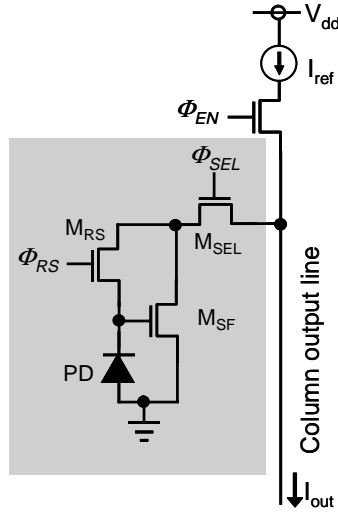 V_dd
I_ref
Φ_EN
Φ_SEL
M_RS
M_SEL
Φ_RS
M_SF
PD
Column output line
I_out